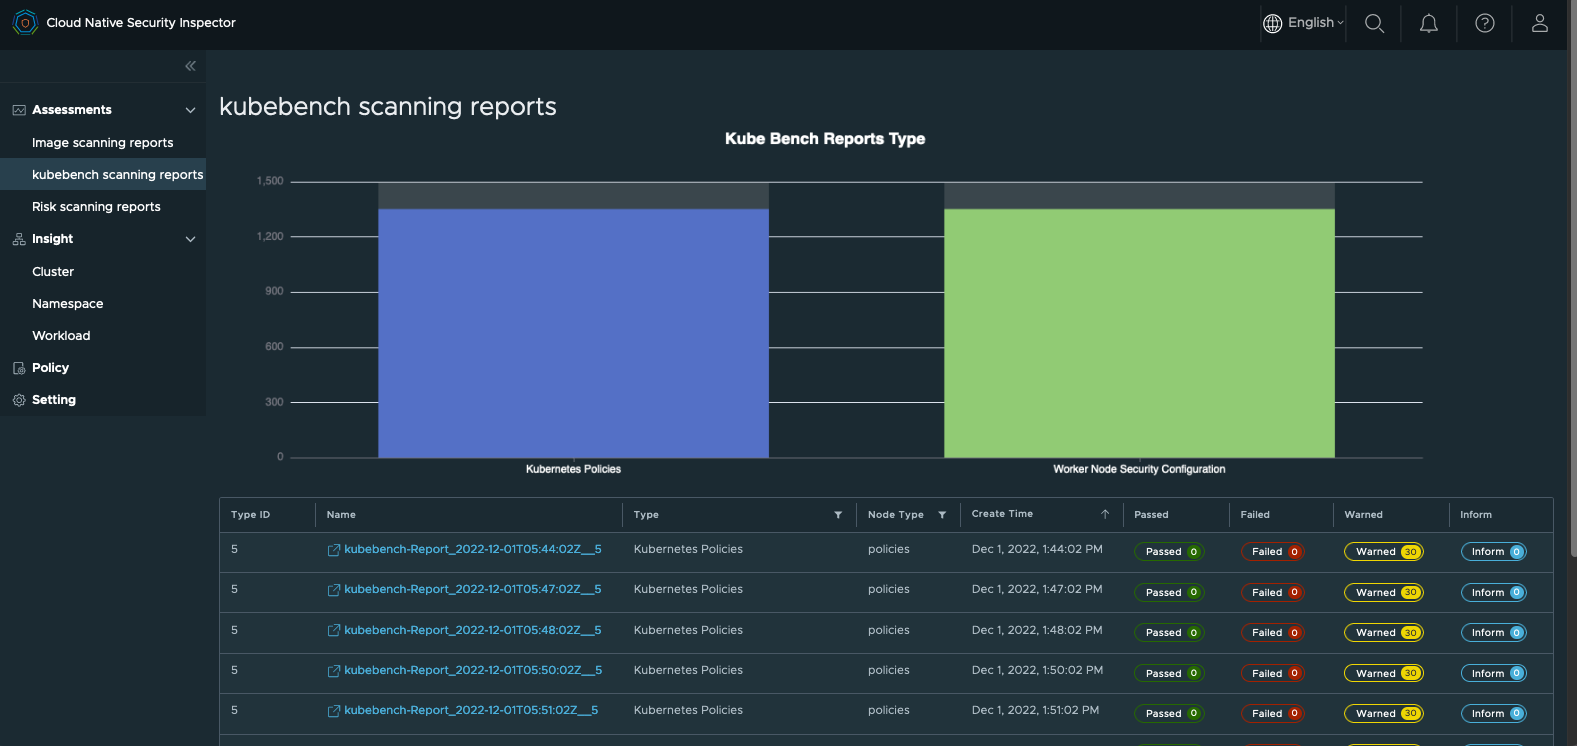 Cloud Native Security Inspector
English
Assessments
Image scanning reports
kubebench scanning reports
Risk scanning reports
Insight
Cluster
Namespace
Workload
Policy
Setting
kubebench scanning reports
Kube Bench Reports Type
1,500
1,200
900
600
300
0
Kubernetes Policies Worker Node Security Configuration
Type ID Name Type Node Type Create Time Passed Failed Warned Inform
5 kubebench-Report_2022-12-01T05:44:02Z__5 Kubernetes Policies policies Dec 1, 2022, 1:44:02 PM Passed 0 Failed 0 Warned 30 Inform 0
5 kubebench-Report_2022-12-01T05:47:02Z__5 Kubernetes Policies policies Dec 1, 2022, 1:47:02 PM Passed 0 Failed 0 Warned 30 Inform 0
5 kubebench-Report_2022-12-01T05:48:02Z__5 Kubernetes Policies policies Dec 1, 2022, 1:48:02 PM Passed 0 Failed 0 Warned 30 Inform 0
5 kubebench-Report_2022-12-01T05:50:02Z__5 Kubernetes Policies policies Dec 1, 2022, 1:50:02 PM Passed 0 Failed 0 Warned 30 Inform 0
5 kubebench-Report_2022-12-01T05:51:02Z__5 Kubernetes Policies policies Dec 1, 2022, 1:51:02 PM Passed 0 Failed 0 Warned 30 Inform 0